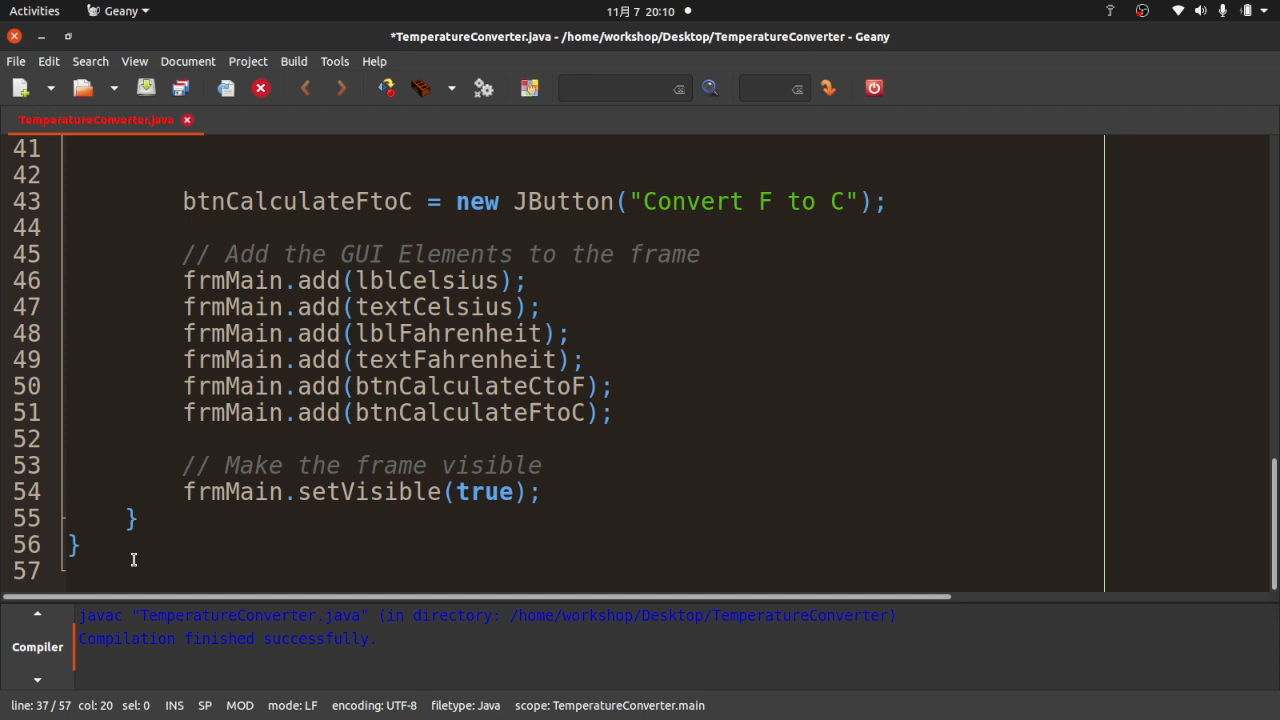 Activities
Geany
11月 7 20:10
*TemperatureConverter.java - /home/workshop/Desktop/TemperatureConverter - Geany
File Edit Search View Document Project Build Tools Help
TemperatureConverter.java
41
42
43 btnCalculateFtoC = new JButton("Convert F to C");
44
45 // Add the GUI Elements to the frame
46 frmMain.add(lblCelsius);
47 frmMain.add(textCelsius);
48 frmMain.add(lblFahrenheit);
49 frmMain.add(textFahrenheit);
50 frmMain.add(btnCalculateCtoF);
51 frmMain.add(btnCalculateFtoC);
52
53 // Make the frame visible
54 frmMain.setVisible(true);
55 }
56 }
57
Compiler
javac "TemperatureConverter.java" (in directory: /home/workshop/Desktop/TemperatureConverter)
Compilation finished successfully.
line: 37 / 57 col: 20 sel: 0 INS SP MOD mode: LF encoding: UTF-8 filetype: Java scope: TemperatureConverter.main